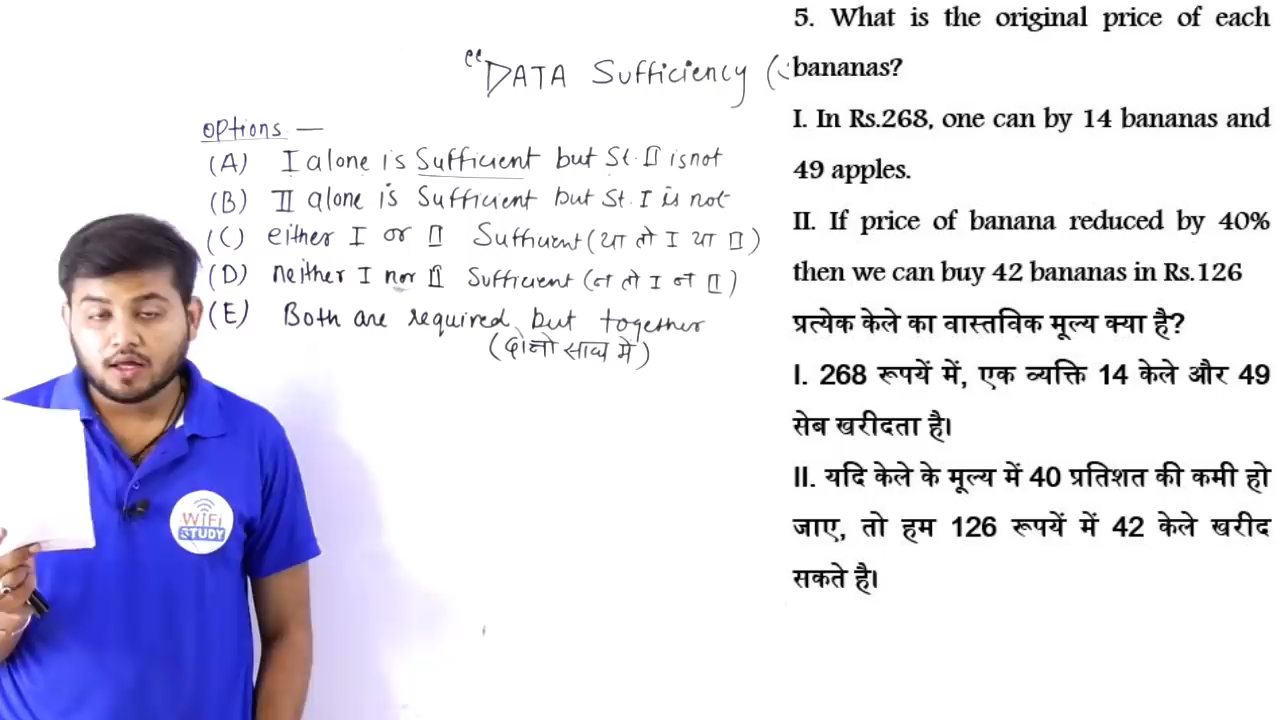 “DATA Sufficiency (
options —
(A) I alone is Sufficient but St. II is not
(B) II alone is Sufficient but St. I is not
(C) either I or II Sufficient (या तो I या II)
(D) neither I nor II Sufficient (न तो I न II)
(E) Both are required but together
(दोनो साथ मे)
WiFi
STUDY
5. What is the original price of each
bananas?
I. In Rs.268, one can by 14 bananas and
49 apples.
II. If price of banana reduced by 40%
then we can buy 42 bananas in Rs.126
प्रत्येक केले का वास्तविक मूल्य क्या है?
I. 268 रूपयें में, एक व्यक्ति 14 केले और 49
सेब खरीदता है।
II. यदि केले के मूल्य में 40 प्रतिशत की कमी हो
जाए, तो हम 126 रूपयें में 42 केले खरीद
सकते है।